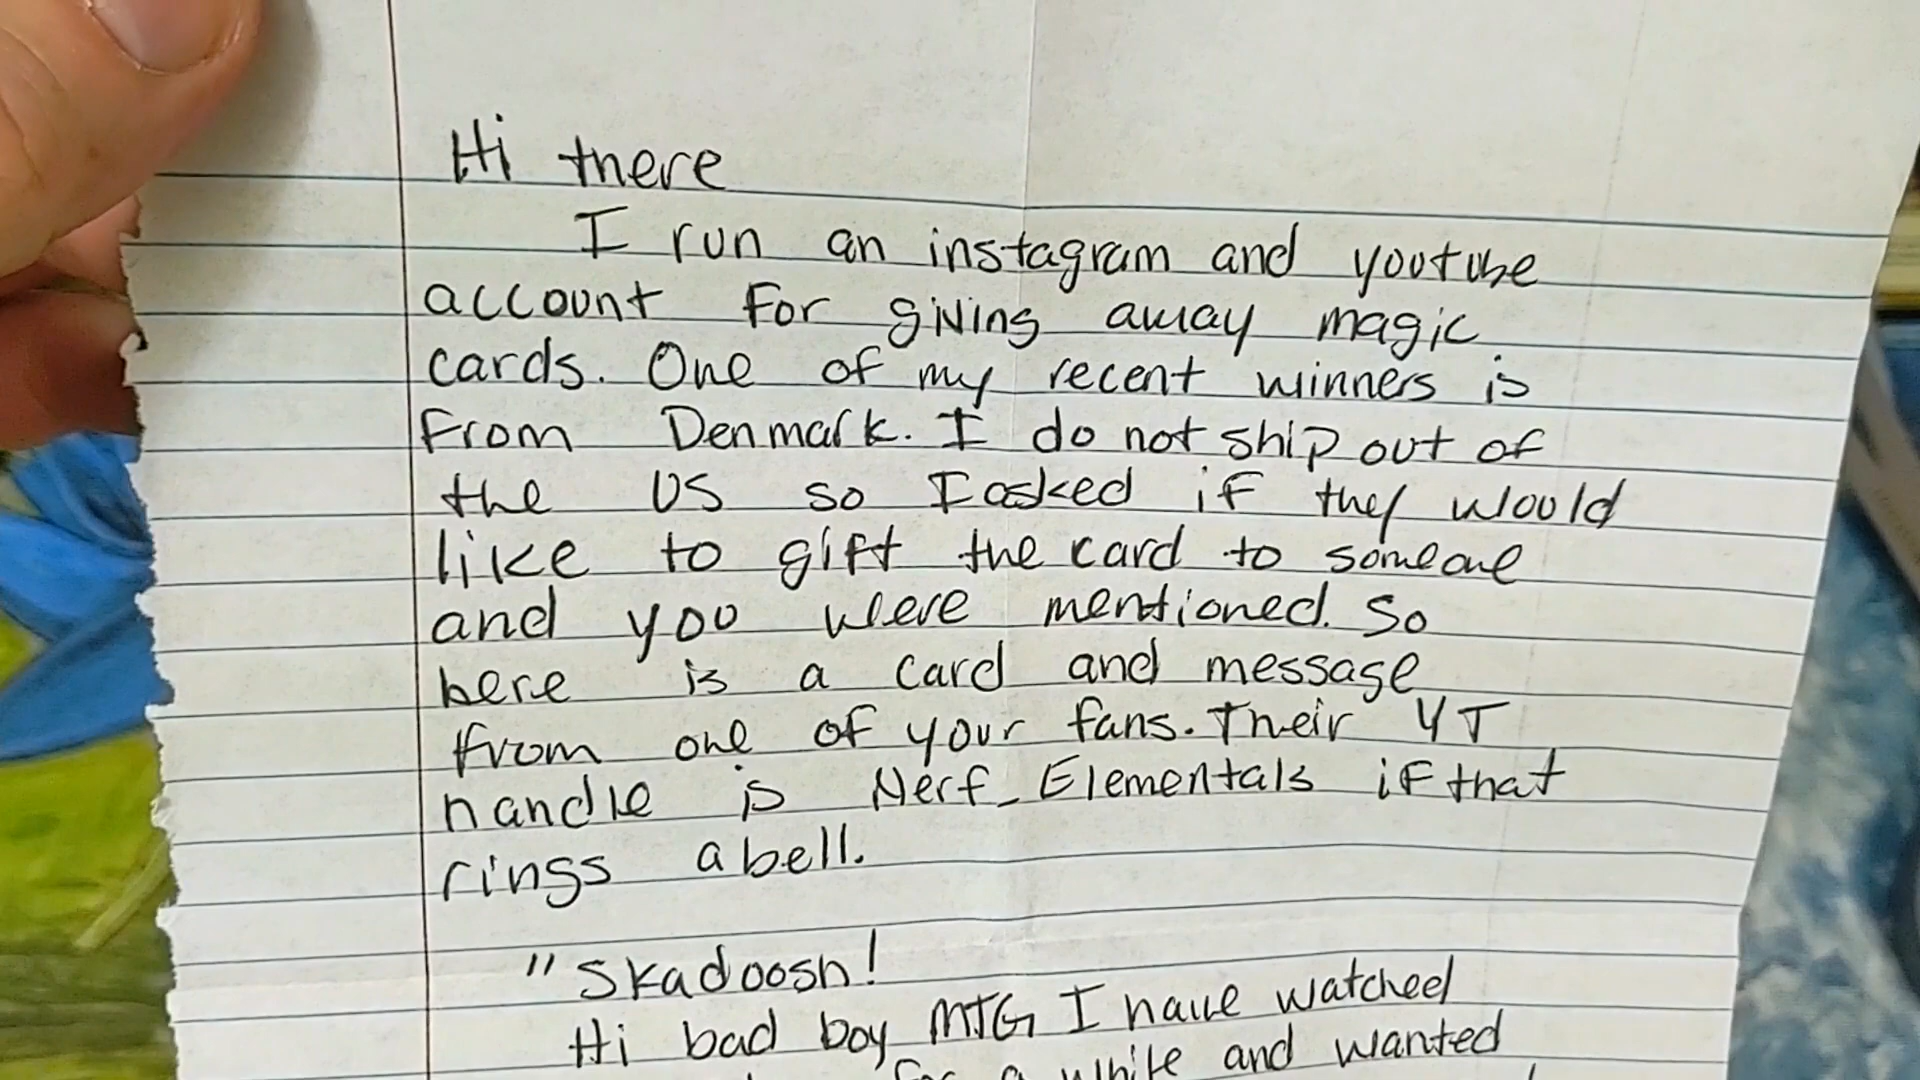 Hi there
I run an instagram and youtube
account for giving away magic
cards. One of my recent winners is
from Denmark. I do not ship out of
the US so I asked if they would
like to gift the card to someone
and you were mentioned. So
here is a card and message
from one of your fans. Their YT
handle is Nerf_Elementals if that
rings a bell.
"Skadoosh!
Hi bad boy MTG I have watched
for a while and wanted